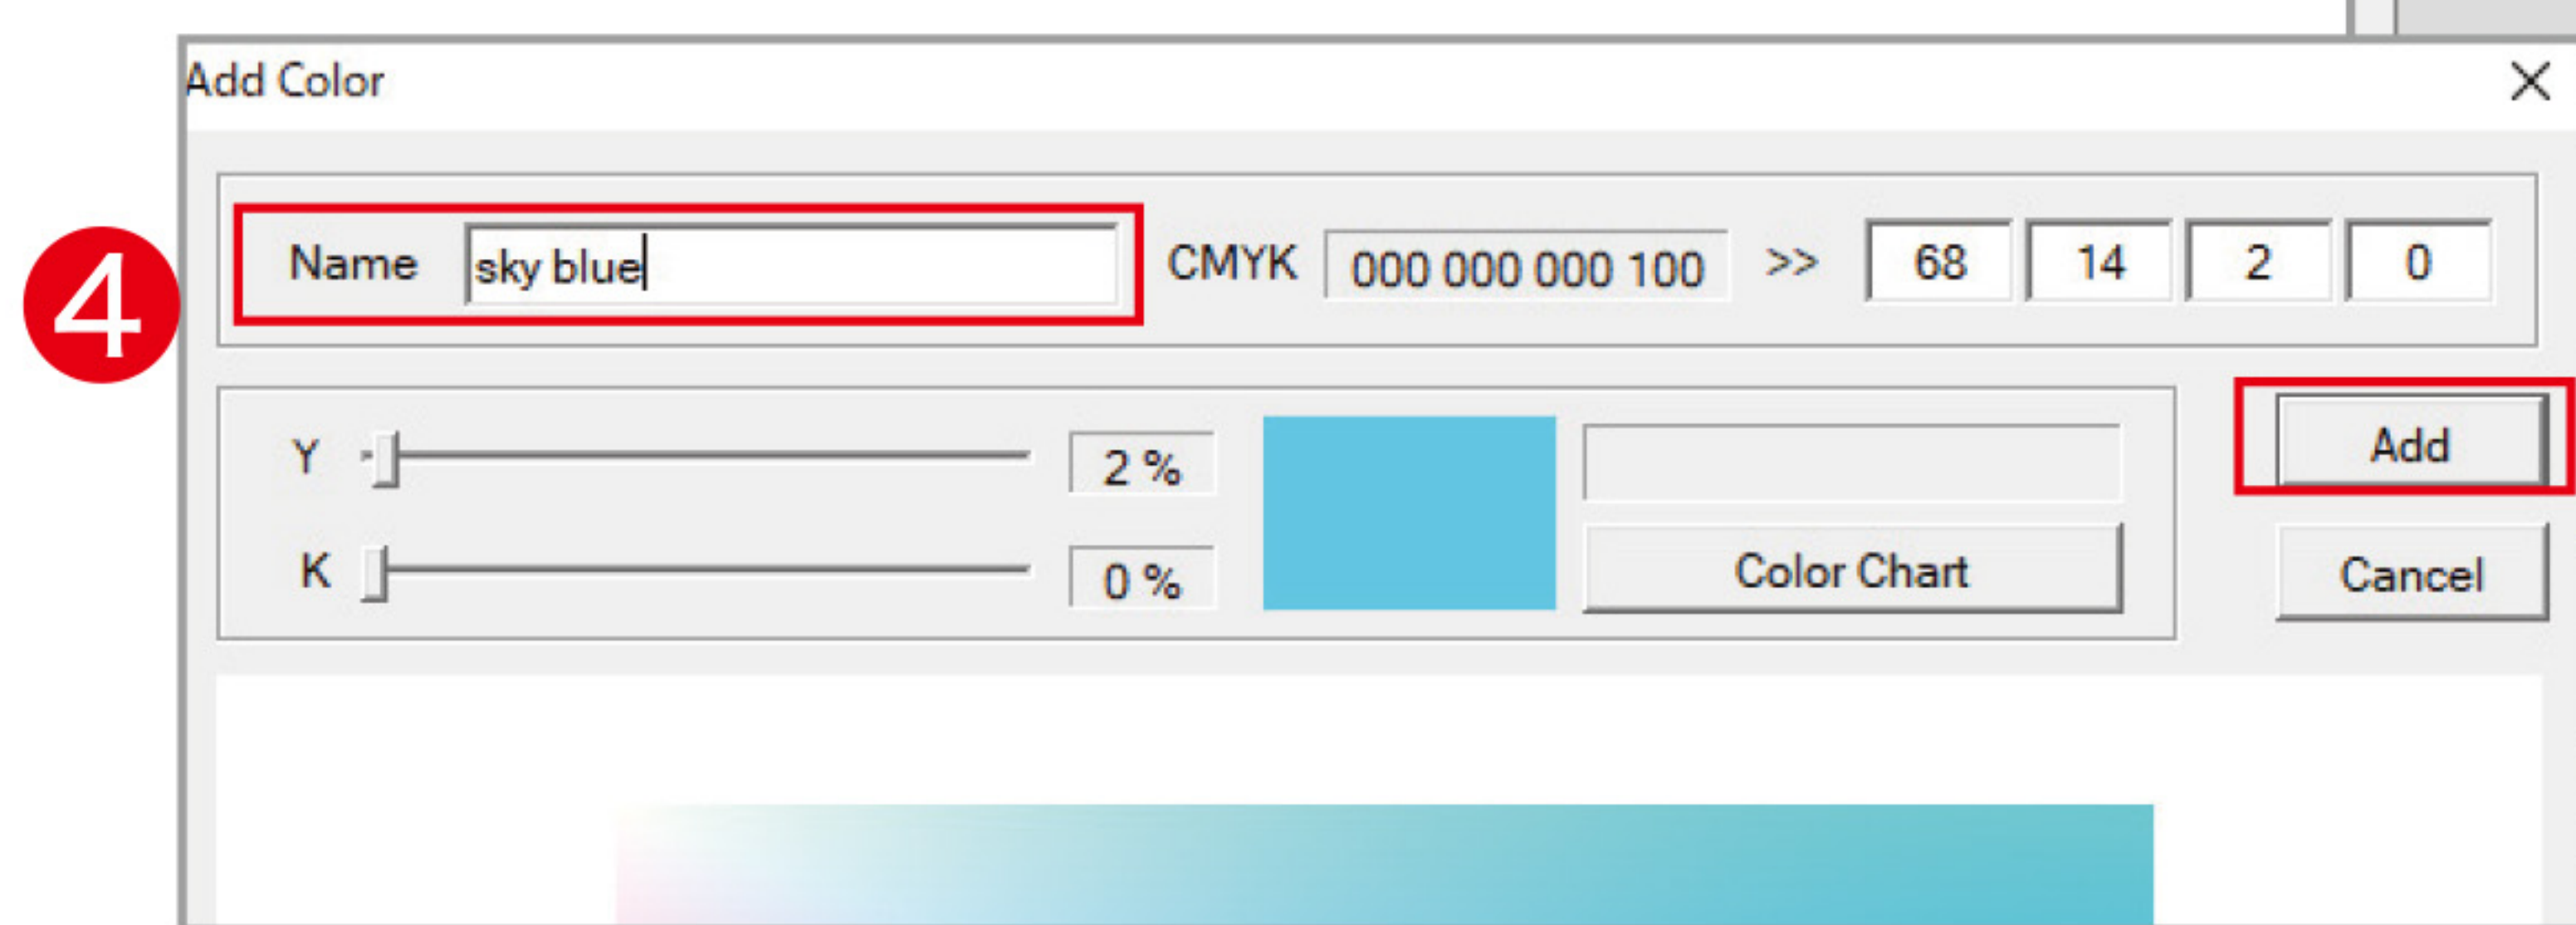 Add Color
4
Name sky blue CMYK 000 000 000 100 >> 68 14 2 0
Y 2 % Add
K 0 % Color Chart Cancel